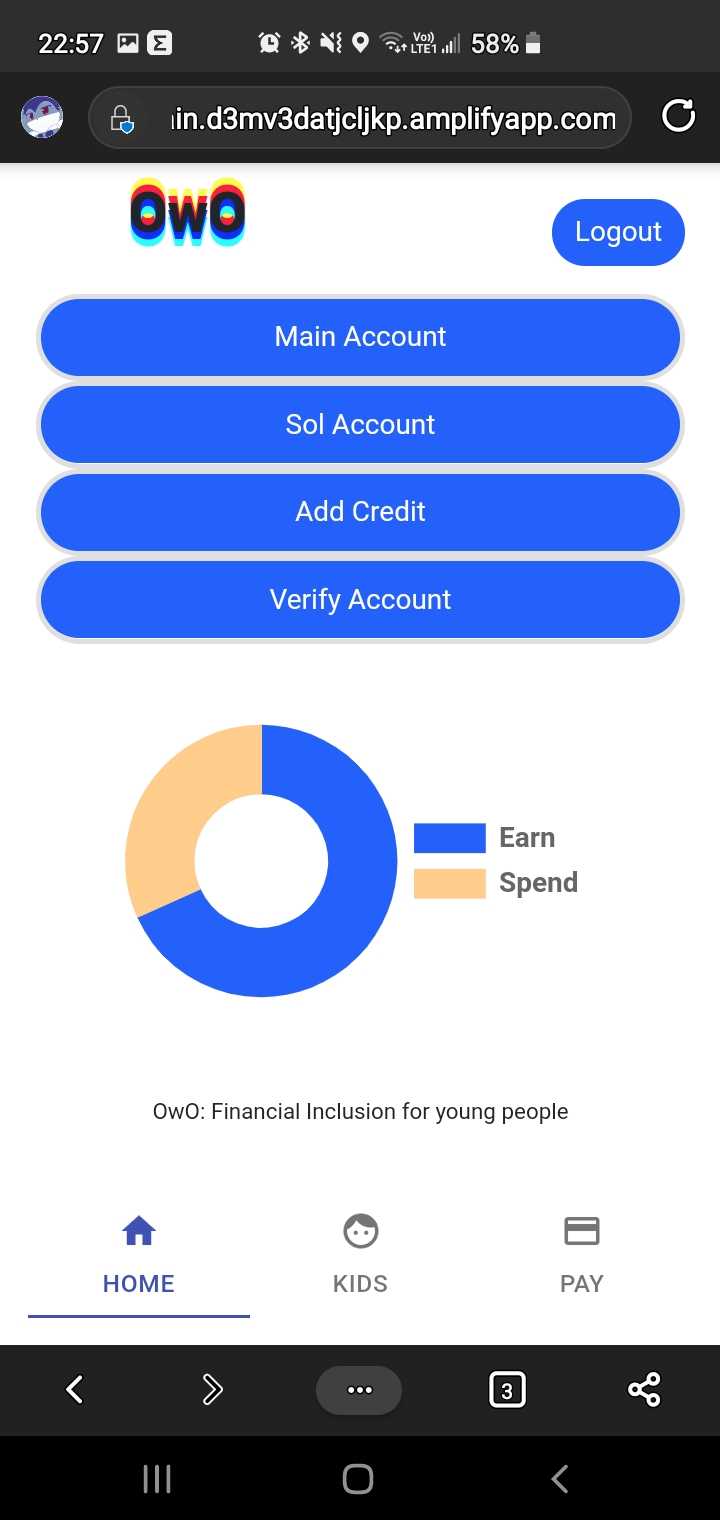 22:57 Vo)) LTE1 58%
in.d3mv3datjcljkp.amplifyapp.com
OwO
Logout
Main Account
Sol Account
Add Credit
Verify Account
Earn
Spend
OwO: Financial Inclusion for young people
HOME KIDS PAY
3